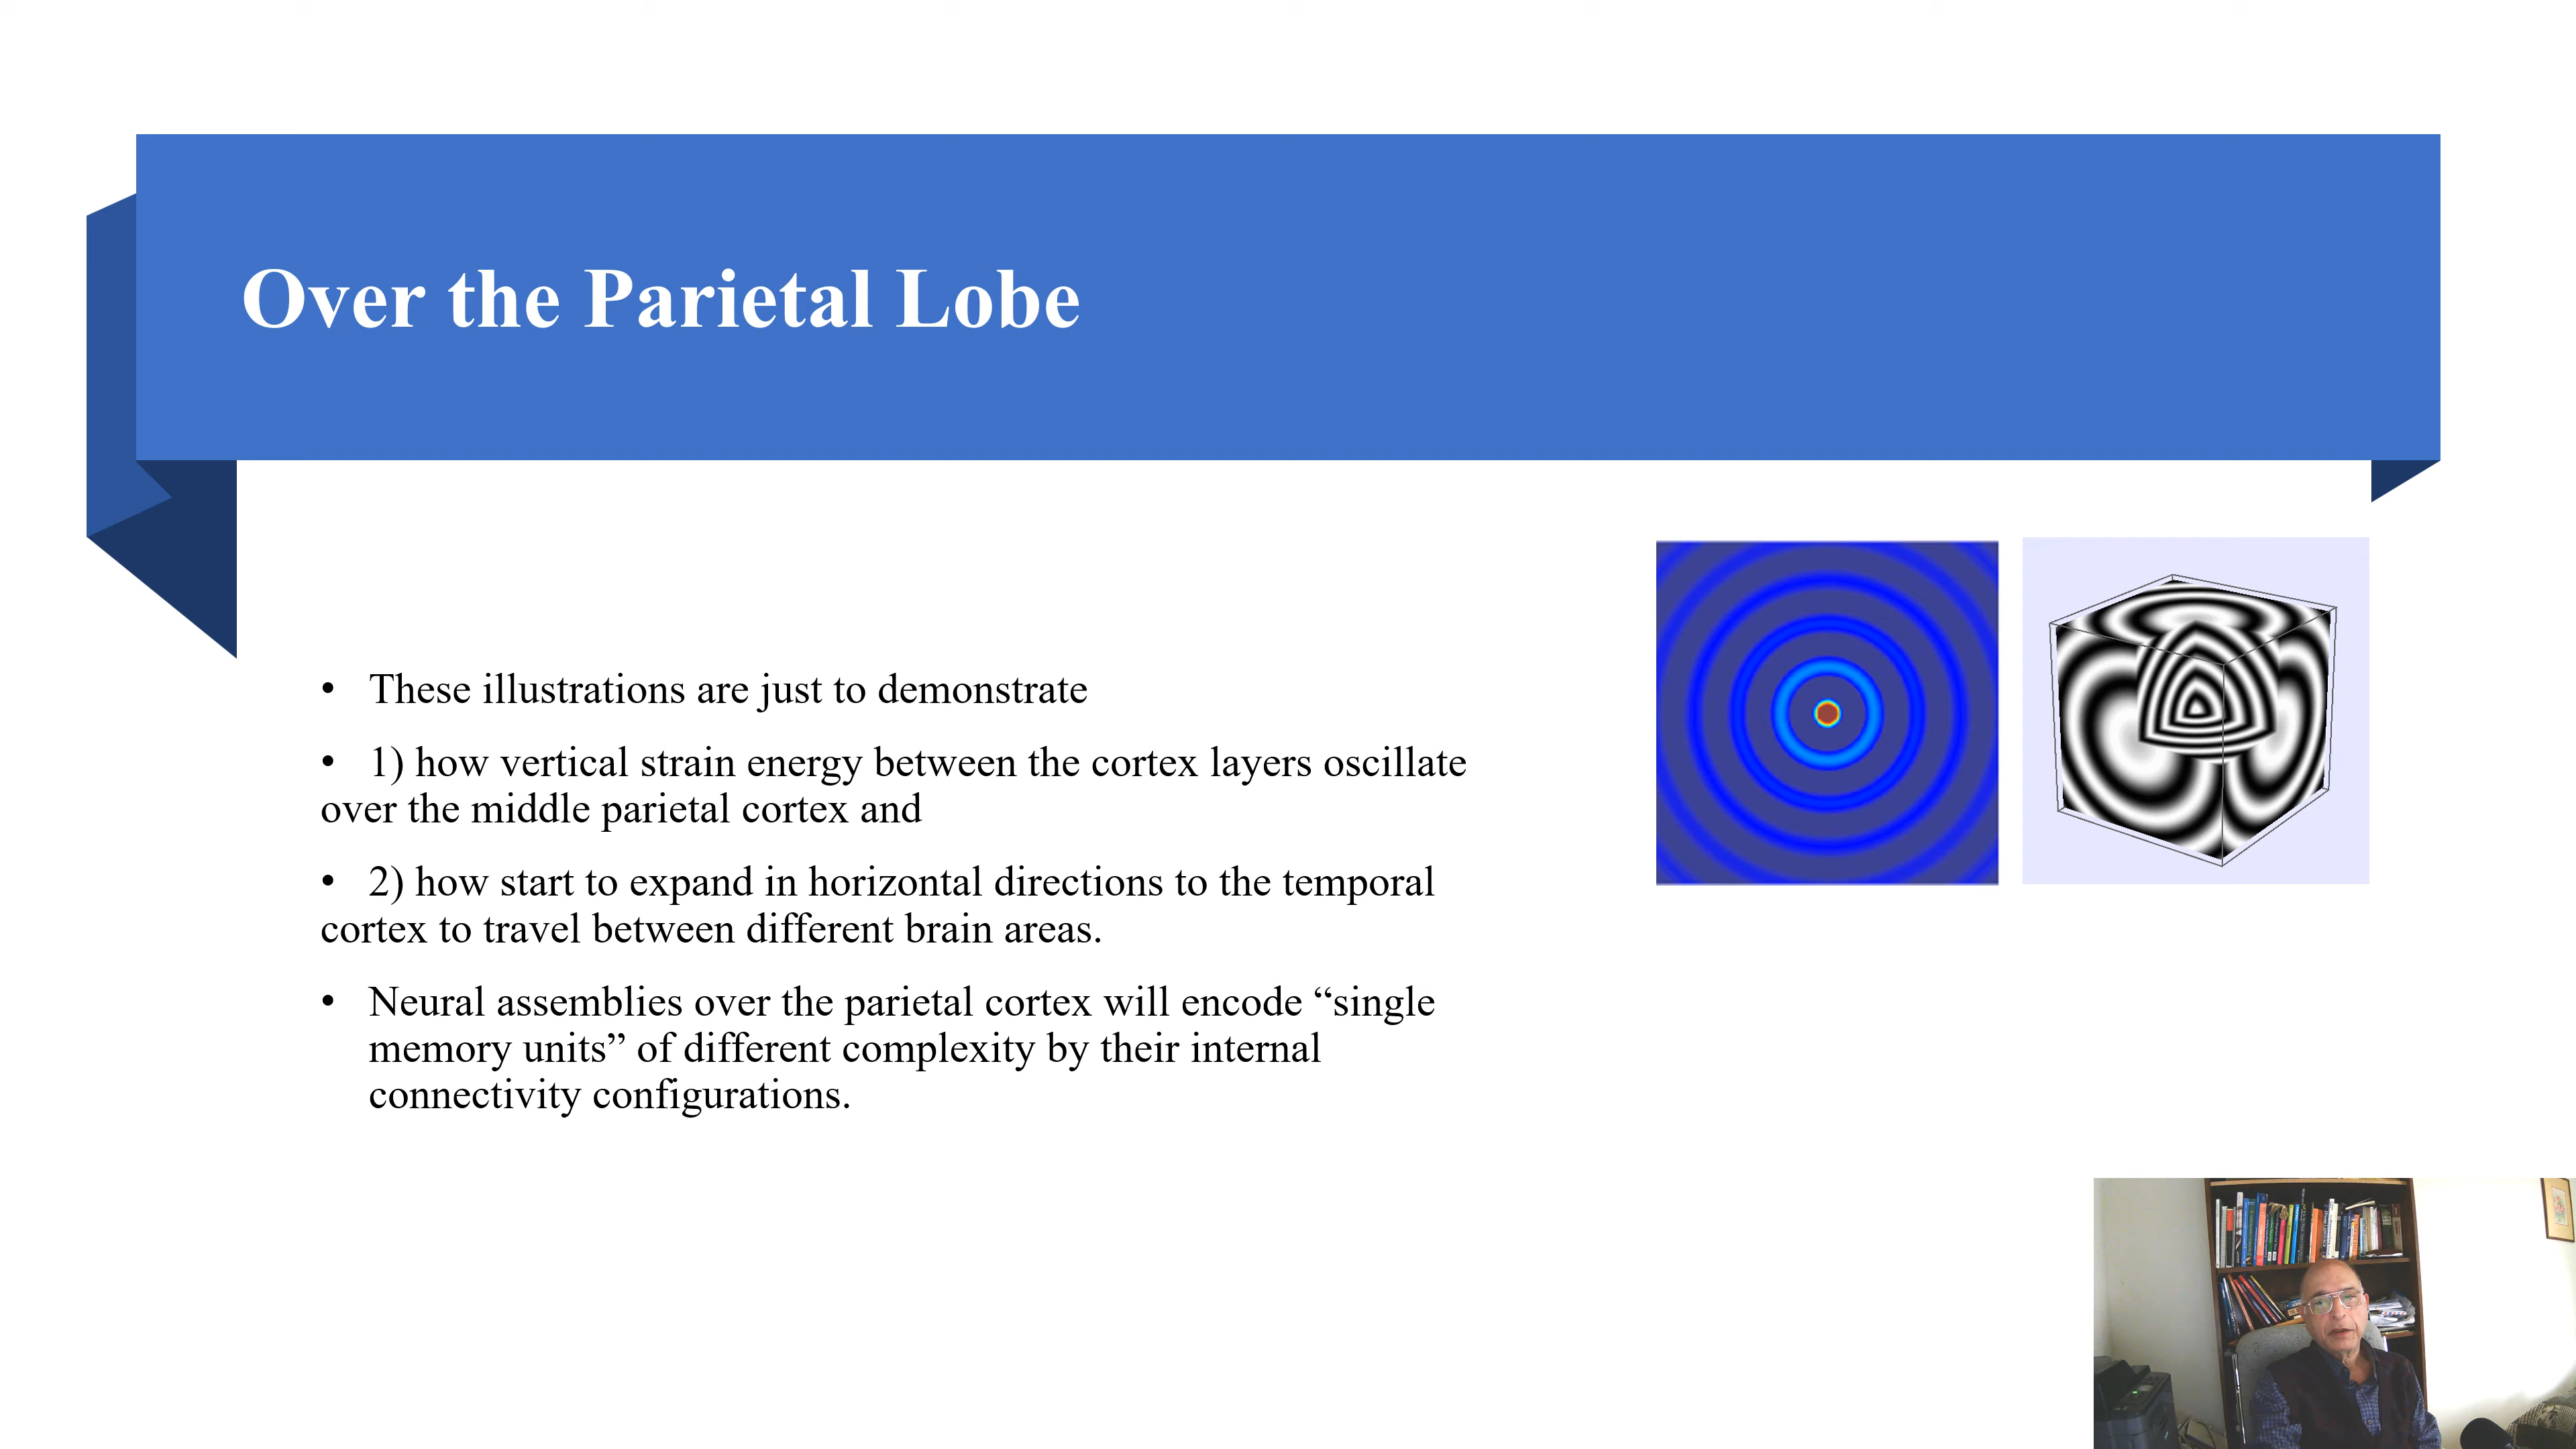 Over the Parietal Lobe
• These illustrations are just to demonstrate
• 1) how vertical strain energy between the cortex layers oscillate
over the middle parietal cortex and
• 2) how start to expand in horizontal directions to the temporal
cortex to travel between different brain areas.
• Neural assemblies over the parietal cortex will encode “single
memory units” of different complexity by their internal
connectivity configurations.